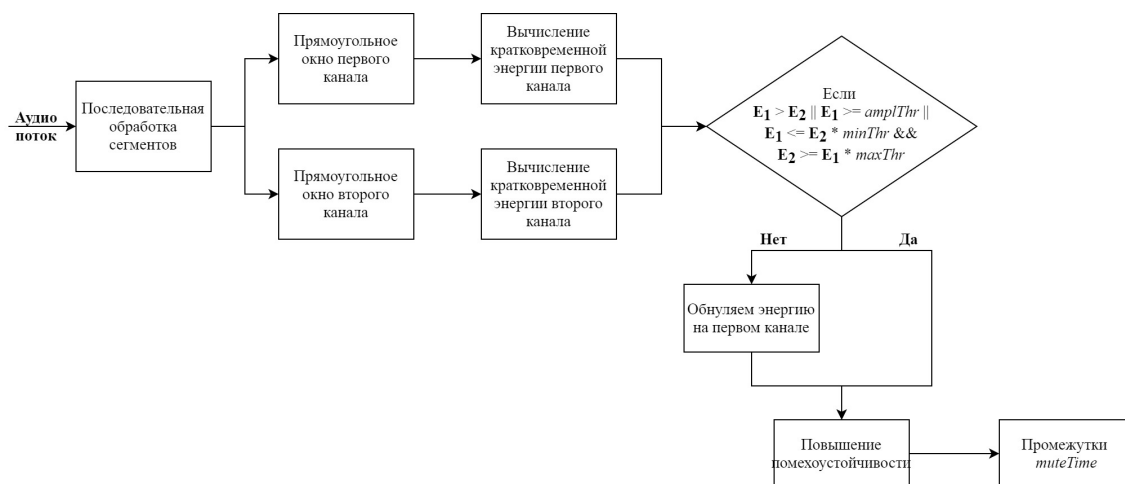 Аудио
поток
Последовательная
обработка
сегментов
Прямоугольное
окно первого
канала
Вычисление
кратковременной
энергии первого
канала
Прямоугольное
окно второго
канала
Вычисление
кратковременной
энергии второго
канала
Если
E1 > E2 || E1 >= amplThr ||
E1 <= E2 * minThr &&
E2 >= E1 * maxThr
Нет
Да
Обнуляем энергию
на первом канале
Повышение
помехоустойчивости
Промежутки
muteTime